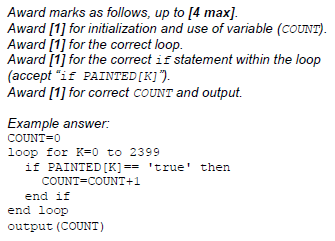 Award marks as follows, up to [4 max].
Award [1] for initialization and use of variable (COUNT).
Award [1] for the correct loop.
Award [1] for the correct if statement within the loop
(accept "if PAINTED[K]").
Award [1] for correct COUNT and output.
Example answer:
COUNT=0
loop for K=0 to 2399
if PAINTED[K]== 'true' then
COUNT=COUNT+1
end if
end loop
output(COUNT)